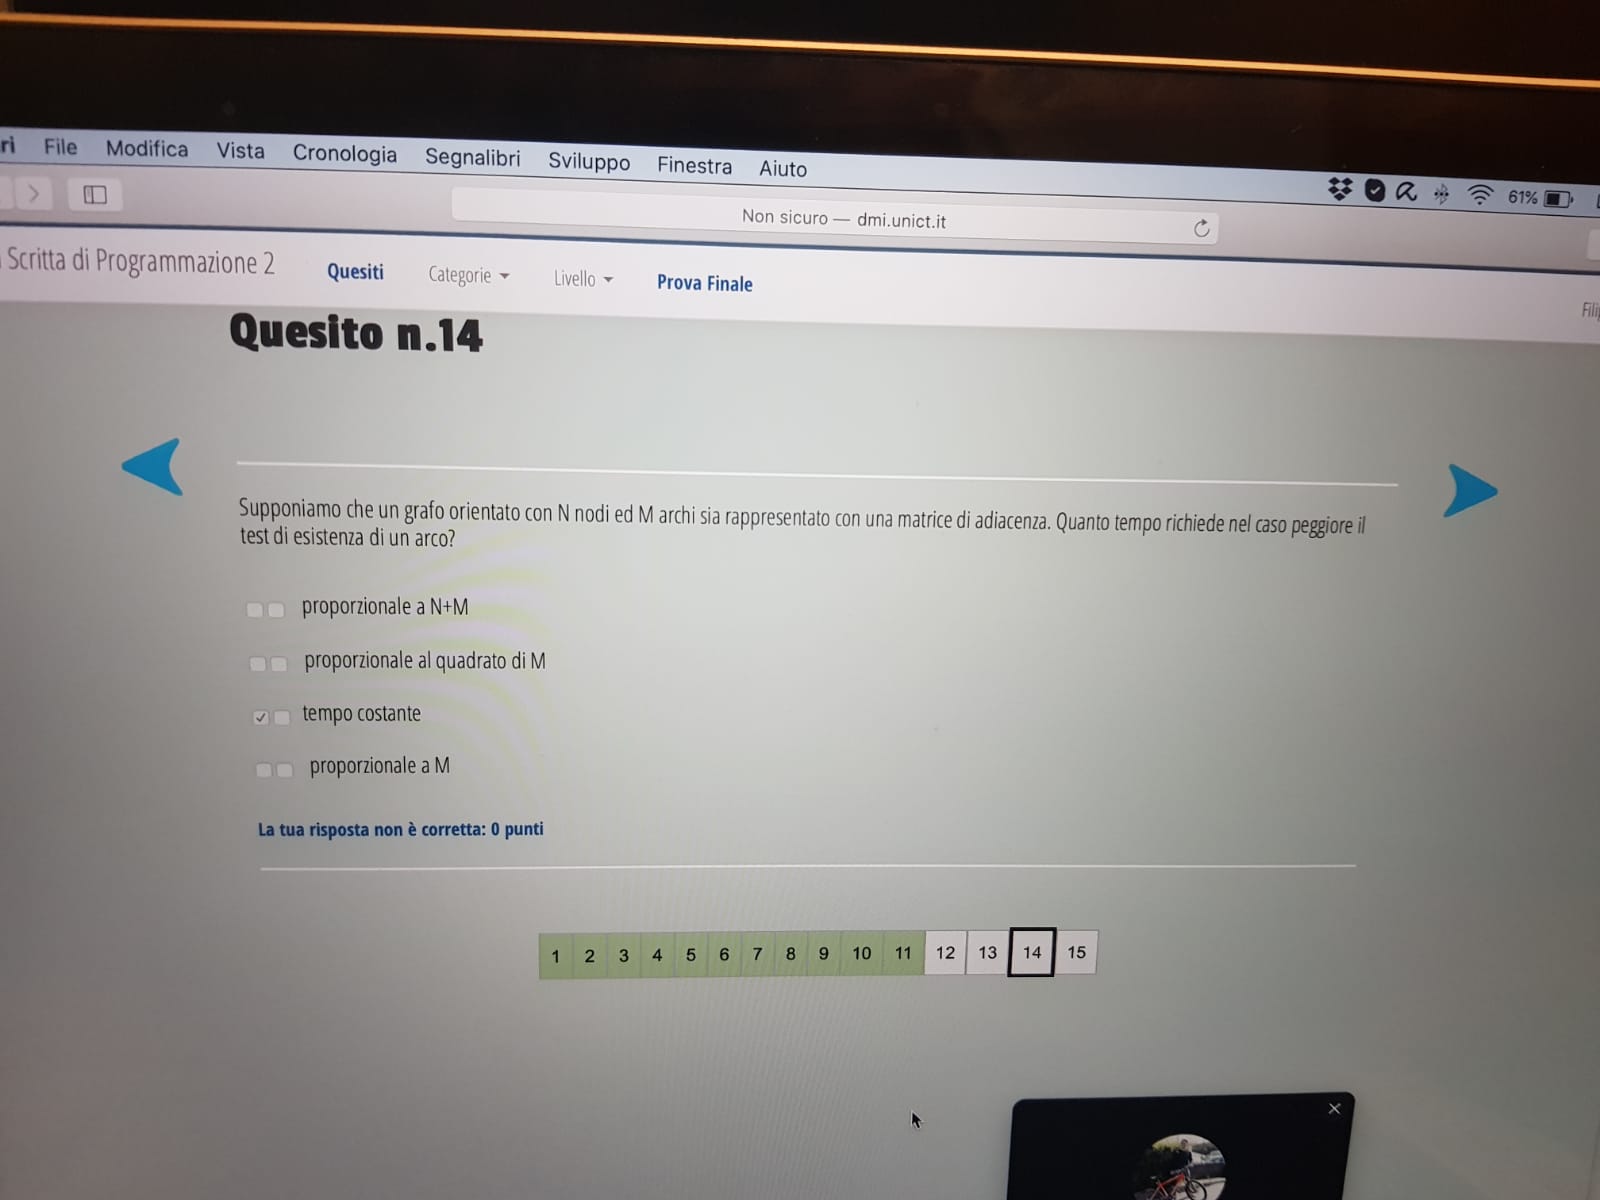 ri File Modifica Vista Cronologia Segnalibri Sviluppo Finestra Aiuto
61%
Non sicuro — dmi.unict.it
Scritta di Programmazione 2 Quesiti Categorie Livello Prova Finale
Quesito n.14
Supponiamo che un grafo orientato con N nodi ed M archi sia rappresentato con una matrice di adiacenza. Quanto tempo richiede nel caso peggiore il
test di esistenza di un arco?
proporzionale a N+M
proporzionale al quadrato di M
tempo costante
proporzionale a M
La tua risposta non è corretta: 0 punti
1 2 3 4 5 6 7 8 9 10 11 12 13 14 15